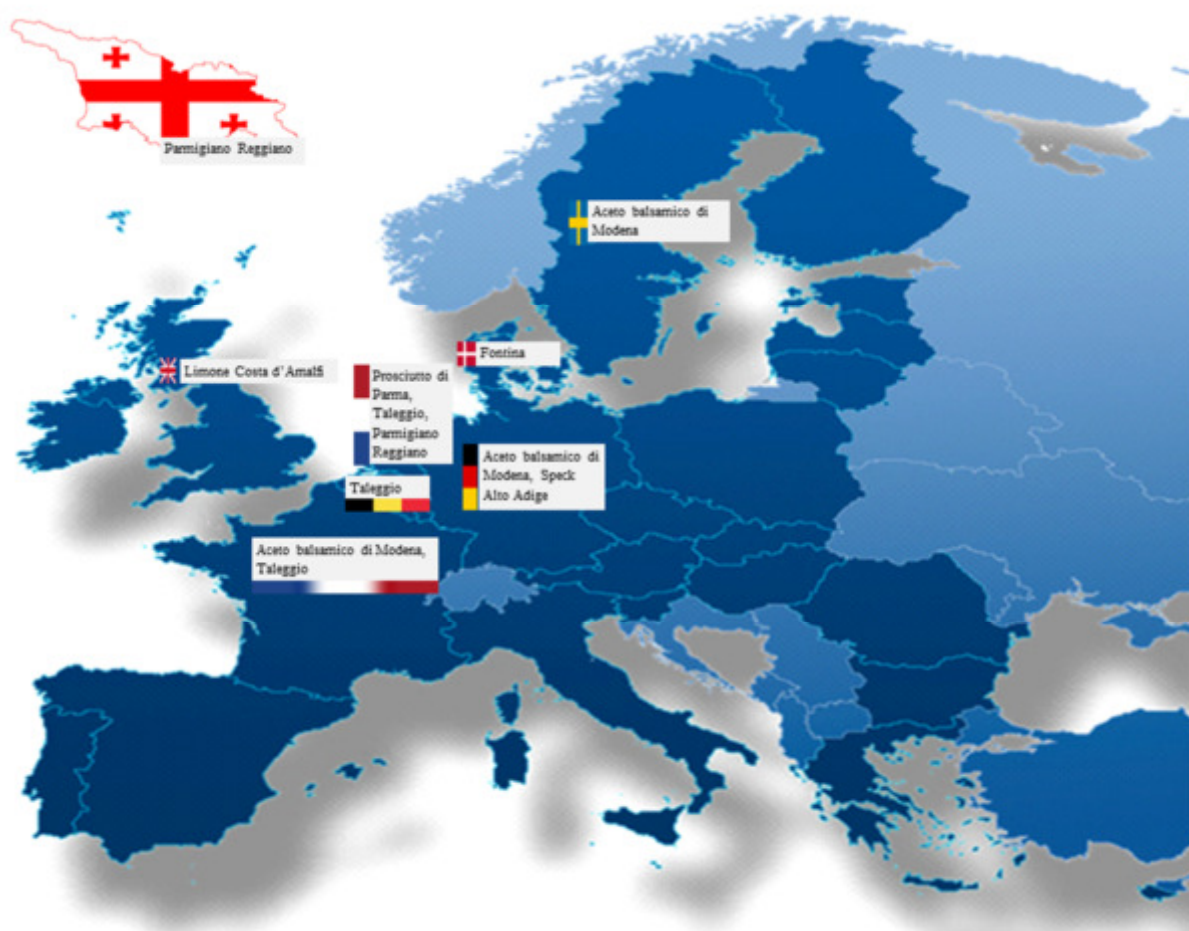 Parmigiano Reggiano
Aceto balsamico di
Modena
Fontina
Limone Costa d'Amalfi
Prosciutto di
Parma,
Taleggio,
Parmigiano
Reggiano
Aceto balsamico di
Modena, Speck
Alto Adige
Taleggio
Aceto balsamico di Modena,
Taleggio